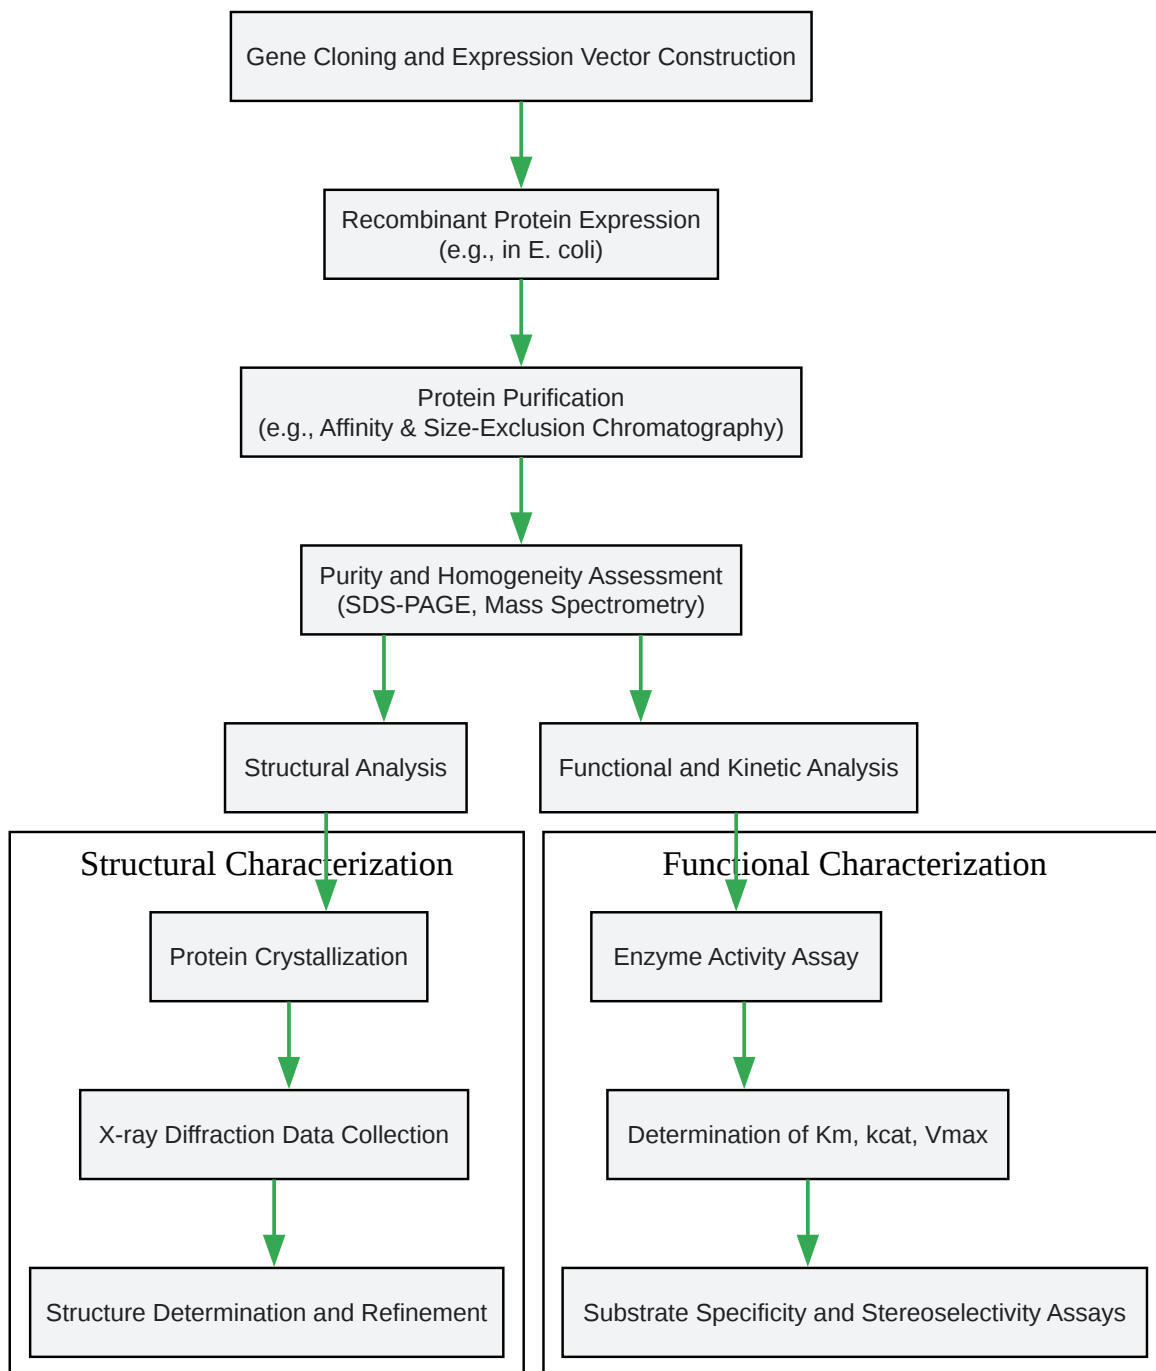 Gene Cloning and Expression Vector Construction
Recombinant Protein Expression
(e.g., in E. coli)
Protein Purification
(e.g., Affinity & Size-Exclusion Chromatography)
Purity and Homogeneity Assessment
(SDS-PAGE, Mass Spectrometry)
Structural Analysis
Functional and Kinetic Analysis
Structural Characterization
Protein Crystallization
X-ray Diffraction Data Collection
Structure Determination and Refinement
Functional Characterization
Enzyme Activity Assay
Determination of Km, kcat, Vmax
Substrate Specificity and Stereoselectivity Assays